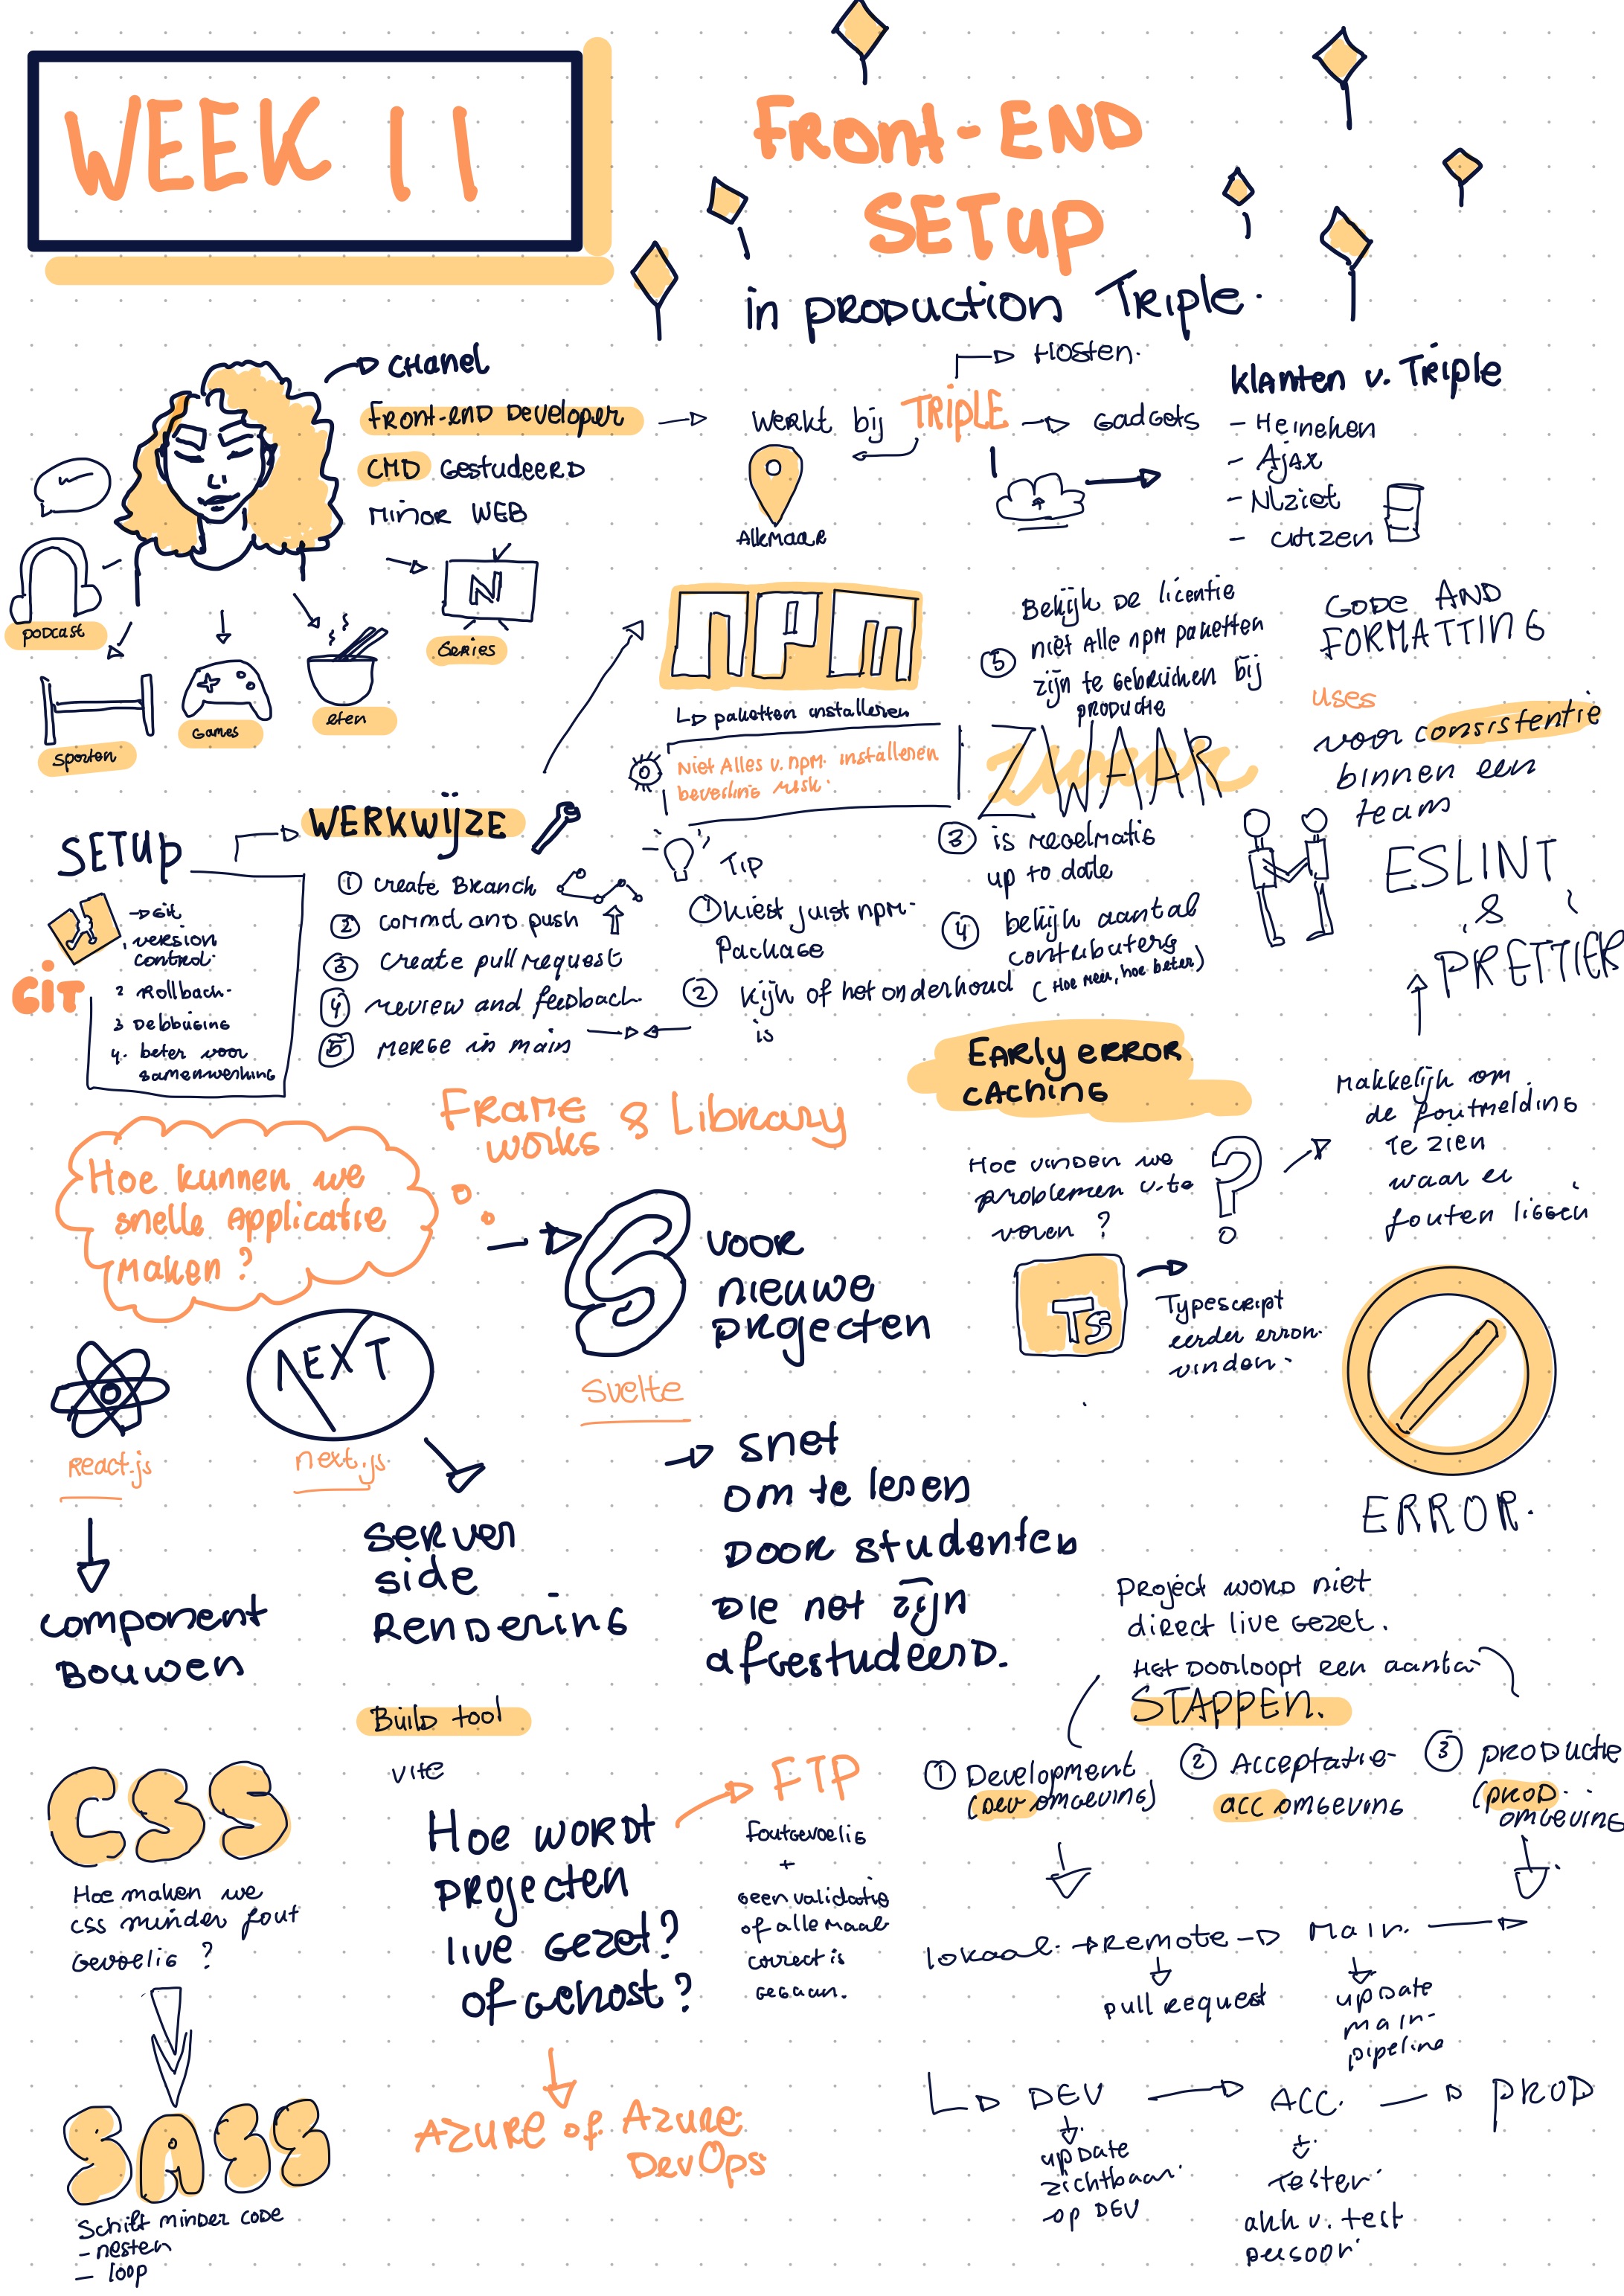 WEEK 11
FRONT-END
SETUP
in PRODUCTION TRIPLE.
CHANEL
FRONT-END DEVELOPER
CMD GESTUDEERD
MINOR WEB
PODCAST
SPORTEN
GAMES
ETEN
N
SERIES
WERKT bij TRIPLE
HOSTEN.
GADGETS
AlkMAAR
KLANTEN v. TRIPLE
- Heineken
- Ajax
- NLziet
- citizen
SETUP
GIT
Git
version
control.
2 Rollback-
3 Debbuging
4. beter voor
samenwerking
WERKWIJZE
1 create Branch
2 commit and push
3 create pull request
4 review and feedback.
5 MERGE in main
npm
pakketten installeren
Niet Alles v. npm. installeren
beveiling risk.
TIP
1 kiest juist npm-
Package
2 kijk of het onderhoud
is
ZWAAR
3 is regelmatig
up to date
4 bekijk aantal
contributers
(Hoe meer, hoe beter)
5 Bekijk de licentie
niet alle npm paketten
zijn te gebruiken bij
productie
CODE AND
FORMATTING
uses
voor consistentie
binnen een
team
ESLINT
&
PRETTIER
EARLY ERROR
CACHING
Hoe vinden we
problemen v. te
voren ?
?
Makkelijk om
de foutmelding
te zien
waar er
fouten liggen
TS
Typescript
eerder error.
vinden-
ERROR.
FRAME
WORKS & Library
Hoe kunnen we
snelle applicatie
maken ?
VOOR
nieuwe
projecten
Svelte
snel
om te leren
DOOR studenten
Die net zijn
afgestudeerd.
React.js
COMPONENT
BOUWEN
NEXT
next.js
SERVER
side
RENDERING
Build tool
vite
CSS
Hoe maken we
css minder fout
gevoelig ?
SASS
Schrift minder code
- nesten
- loop
Hoe WORDT
projecten
live gezet?
of gehost?
FTP
foutgevoelig
+
geen validatie
of allemaal
correct is
gegaan.
AZURE of AZURE
DevOps
Project word niet
direct live gezet.
Het doorloopt een aantal
STAPPEN.
1 Development
(DEV omgeving)
2 Acceptatie-
acc omgeving
3 productie
(prod.
omgeving
lokaal. → Remote → Main.
pull request
update
main-
pipeline
DEV → ACC. → PROD
update
zichtbaar.
op DEV
Tester.
akk v. test
persoon